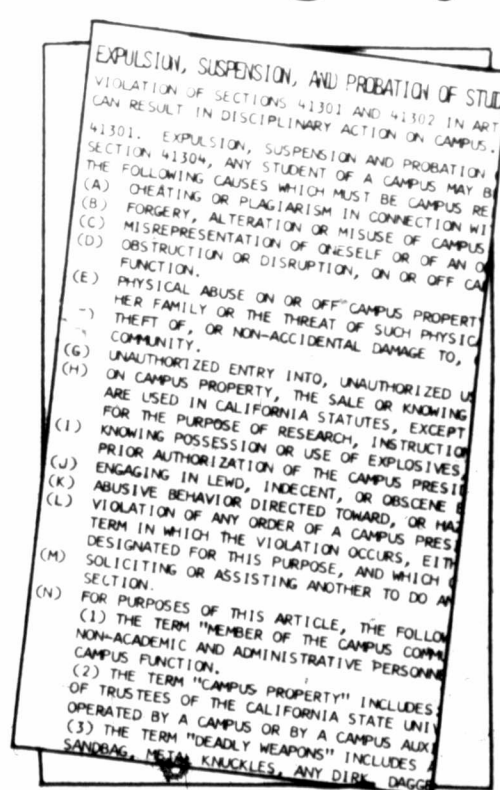 EXPULSION, SUSPENSION, AND PROBATION OF STUD
VIOLATION OF SECTIONS 41301 AND 41302 IN ART
CAN RESULT IN DISCIPLINARY ACTION ON CAMPUS.
41301. EXPULSION, SUSPENSION AND PROBATION
SECTION 41304, ANY STUDENT OF A CAMPUS MAY B
THE FOLLOWING CAUSES WHICH MUST BE CAMPUS RE
(A) CHEATING OR PLAGIARISM IN CONNECTION WI
(B) FORGERY, ALTERATION OR MISUSE OF CAMPUS
(C) MISREPRESENTATION OF ONESELF OR OF AN O
(D) OBSTRUCTION OR DISRUPTION, ON OR OFF CA
FUNCTION.
(E) PHYSICAL ABUSE ON OR OFF CAMPUS PROPERTY
HER FAMILY OR THE THREAT OF SUCH PHYSIC
) THEFT OF, OR NON-ACCIDENTAL DAMAGE TO,
COMMUNITY.
(G) UNAUTHORIZED ENTRY INTO, UNAUTHORIZED U
(H) ON CAMPUS PROPERTY, THE SALE OR KNOWING
ARE USED IN CALIFORNIA STATUTES, EXCEPT
FOR THE PURPOSE OF RESEARCH, INSTRUCTION
(I) KNOWING POSSESSION OR USE OF EXPLOSIVES,
PRIOR AUTHORIZATION OF THE CAMPUS PRESID
(J) ENGAGING IN LEWD, INDECENT, OR OBSCENE B
(K) ABUSIVE BEHAVIOR DIRECTED TOWARD, OR HAZ
(L) VIOLATION OF ANY ORDER OF A CAMPUS PRES
TERM IN WHICH THE VIOLATION OCCURS, EITH
DESIGNATED FOR THIS PURPOSE, AND WHICH
(M) SOLICITING OR ASSISTING ANOTHER TO DO AN
SECTION.
(N) FOR PURPOSES OF THIS ARTICLE, THE FOLLOW
(1) THE TERM "MEMBER OF THE CAMPUS COMMU
NON-ACADEMIC AND ADMINISTRATIVE PERSONNE
CAMPUS FUNCTION.
(2) THE TERM "CAMPUS PROPERTY" INCLUDES:
OF TRUSTEES OF THE CALIFORNIA STATE UNIV
OPERATED BY A CAMPUS OR BY A CAMPUS AUXI
(3) THE TERM "DEADLY WEAPONS" INCLUDES A
SANDBAG, METAL KNUCKLES, ANY DIRK, DAGGE